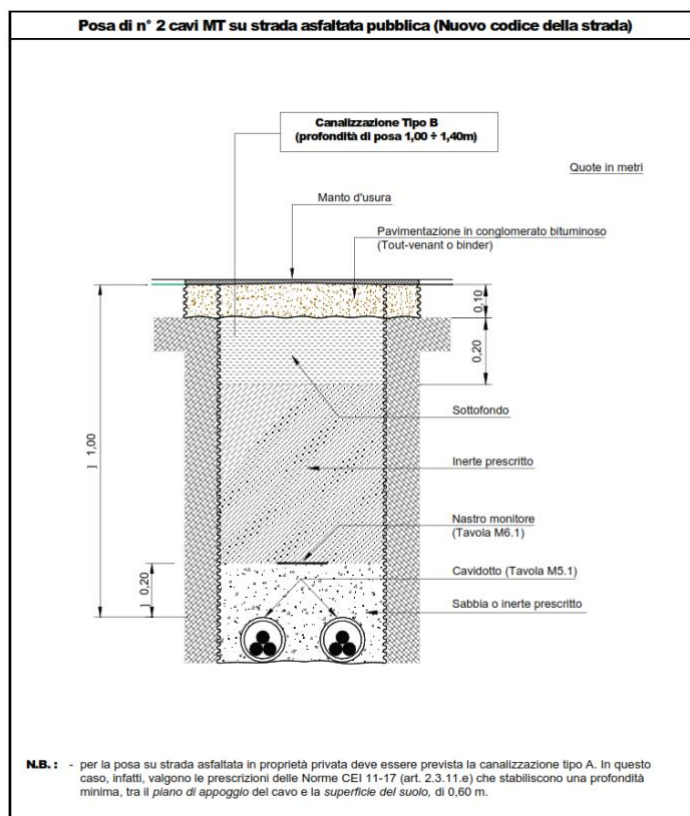 Posa di n° 2 cavi MT su strada asfaltata pubblica (Nuovo codice della strada)
Canalizzazione Tipo B
(profondità di posa 1,00 ÷ 1,40m)
Quote in metri
Manto d'usura
Pavimentazione in conglomerato bituminoso
(Tout-venant o binder)
0,10
0,20
Sottofondo
] 1,00
Inerte prescritto
Nastro monitore
(Tavola M6.1)
] 0,20
Cavidotto (Tavola M5.1)
Sabbia o inerte prescritto
N.B. : - per la posa su strada asfaltata in proprietà privata deve essere prevista la canalizzazione tipo A. In questo
caso, infatti, valgono le prescrizioni delle Norme CEI 11-17 (art. 2.3.11.e) che stabiliscono una profondità
minima, tra il piano di appoggio del cavo e la superficie del suolo, di 0,60 m.